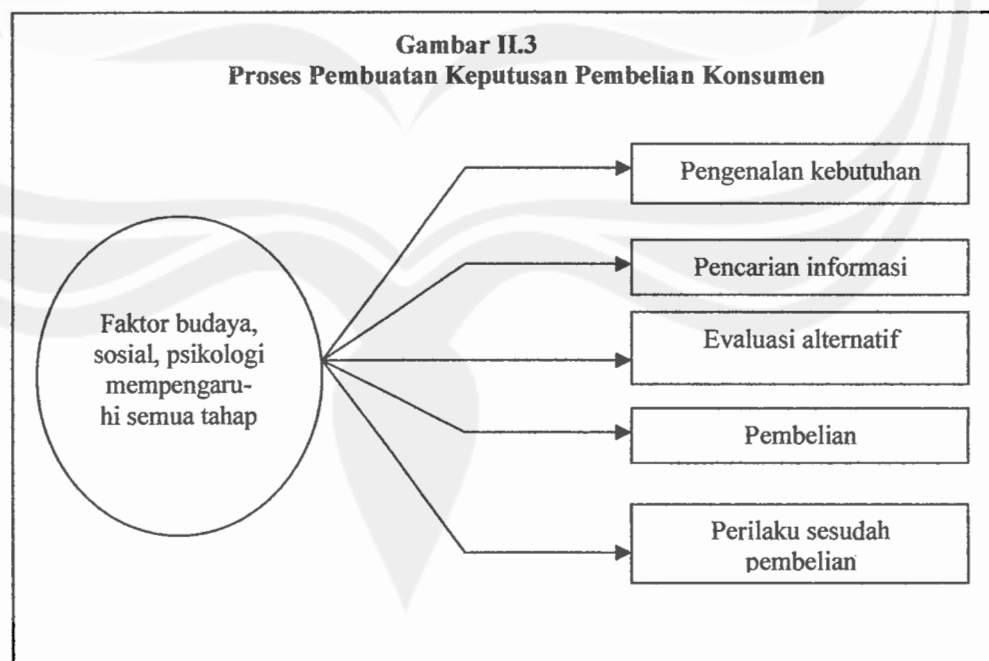 Gambar II.3
Proses Pembuatan Keputusan Pembelian Konsumen
Faktor budaya,
sosial, psikologi
mempengaru-
hi semua tahap
Pengenalan kebutuhan
Pencarian informasi
Evaluasi alternatif
Pembelian
Perilaku sesudah
pembelian